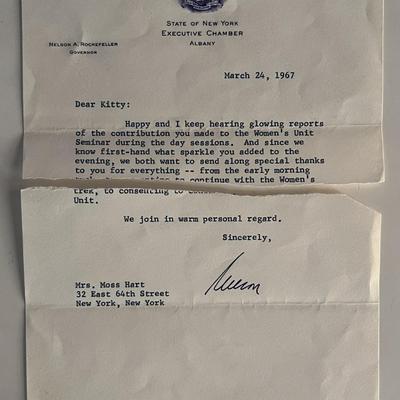 STATE OF NEW YORK
EXECUTIVE CHAMBER
ALBANY
NELSON A. ROCKEFELLER
GOVERNOR
March 24, 1967
Dear Kitty:
Happy and I keep hearing glowing reports
of the contribution you made to the Women's Unit
Seminar during the day sessions. And since we
know first-hand what sparkle you added to the
evening, we both want to send along special thanks
to you for everything -- from the early morning
to continue with the Women's
trek, to consenting to
Unit.
We join in warm personal regard.
Sincerely,
Nelson
Mrs. Moss Hart
32 East 64th Street
New York, New York